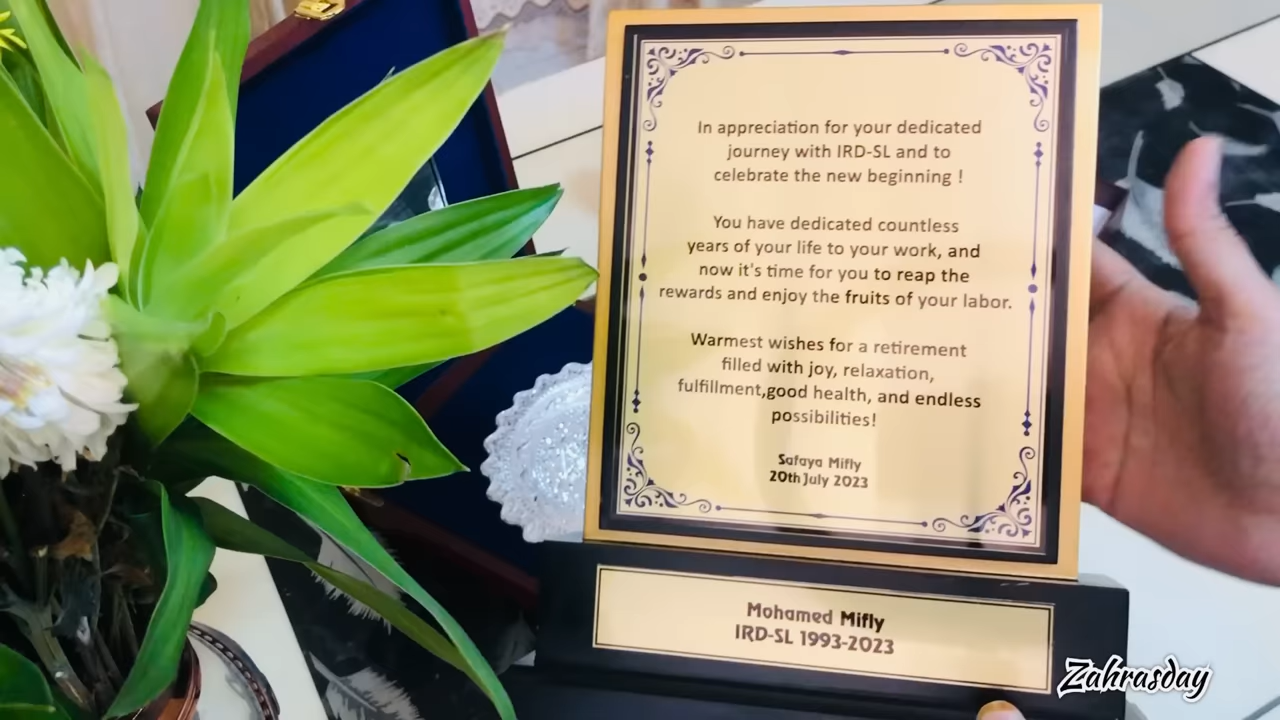 In appreciation for your dedicated
journey with IRD-SL and to
celebrate the new beginning !
You have dedicated countless
years of your life to your work, and
now it's time for you to reap the
rewards and enjoy the fruits of your labor.
Warmest wishes for a retirement
filled with joy, relaxation,
fulfillment,good health, and endless
possibilities!
Safaya Mifly
20th July 2023
Mohamed Mifly
IRD-SL 1993-2023
Zahrasday